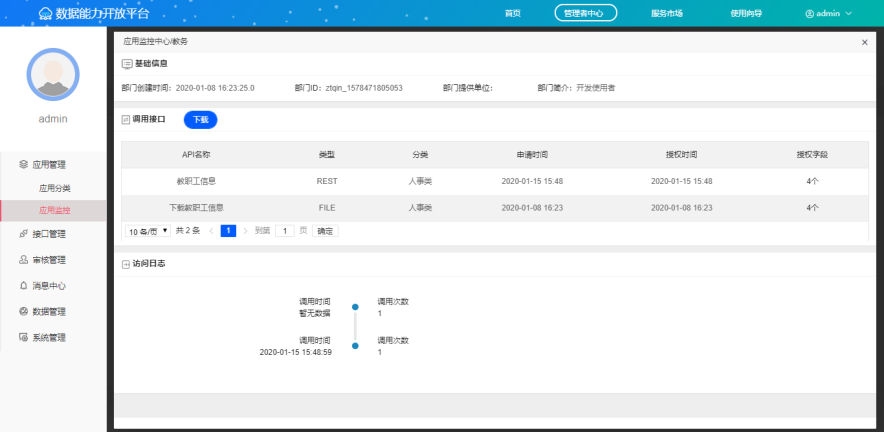 数据能力开放平台 首页 管理者中心 服务市场 使用向导 admin
admin
应用管理
应用分类
应用监控
接口管理
审核管理
消息中心
数据管理
系统管理
应用监控中心/教务 ×
基础信息
部门创建时间: 2020-01-08 16:23:25.0 部门ID: ztqin_1578471805053 部门提供单位: 部门简介: 开发使用者
调用接口 下载
API名称 类型 分类 申请时间 授权时间 授权字段
教职工信息 REST 人事类 2020-01-15 15:48 2020-01-15 15:48 4个
下载教职工信息 FILE 人事类 2020-01-08 16:23 2020-01-08 16:23 4个
10 条/页 共 2 条 < 1 > 到第 1 页 确定
访问日志
调用时间 调用次数
暂无数据 1
调用时间 调用次数
2020-01-15 15:48:59 1